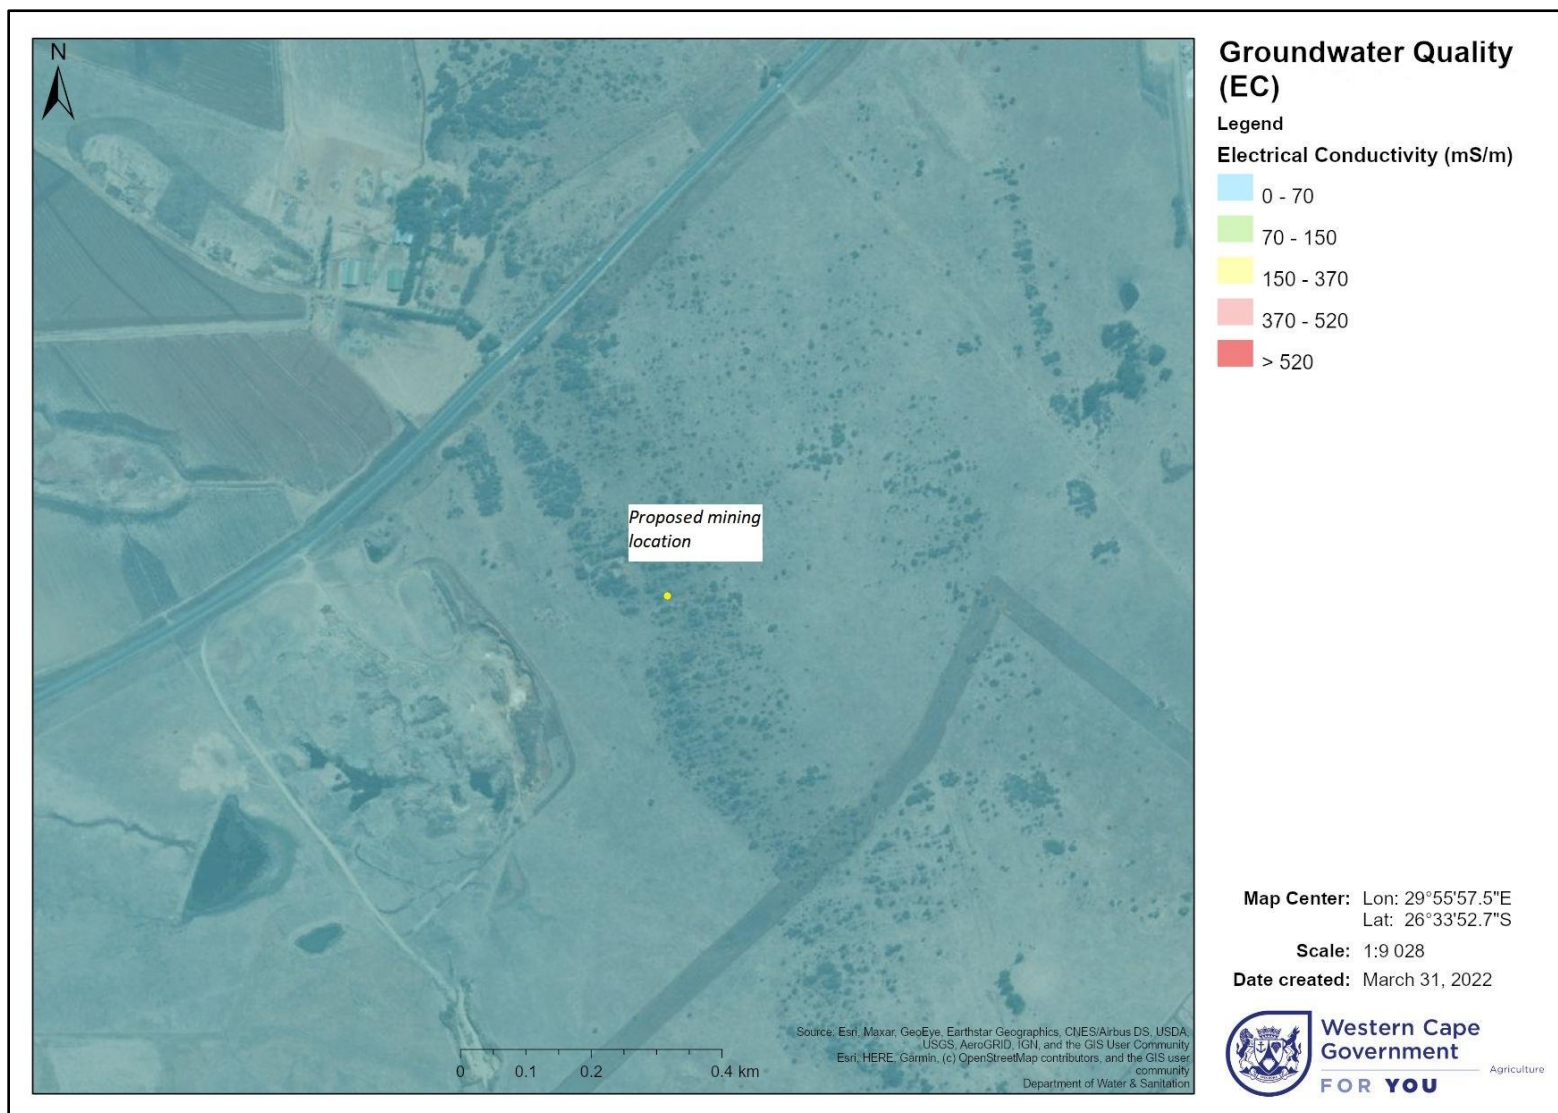 N
Proposed mining
location
0
0.1
0.2
0.4 km
Source: Esri, Maxar, GeoEye, Earthstar Geographics, CNES/Airbus DS, USDA,
USGS, AeroGRID, IGN, and the GIS User Community
Esri, HERE, Garmin, (c) OpenStreetMap contributors, and the GIS user
community
Department of Water & Sanitation
Groundwater Quality
(EC)
Legend
Electrical Conductivity (mS/m)
0 - 70
70 - 150
150 - 370
370 - 520
> 520
Map Center: Lon: 29°55'57.5"E
Lat: 26°33'52.7"S
Scale: 1:9 028
Date created: March 31, 2022
Western Cape
Government
Agriculture
FOR YOU